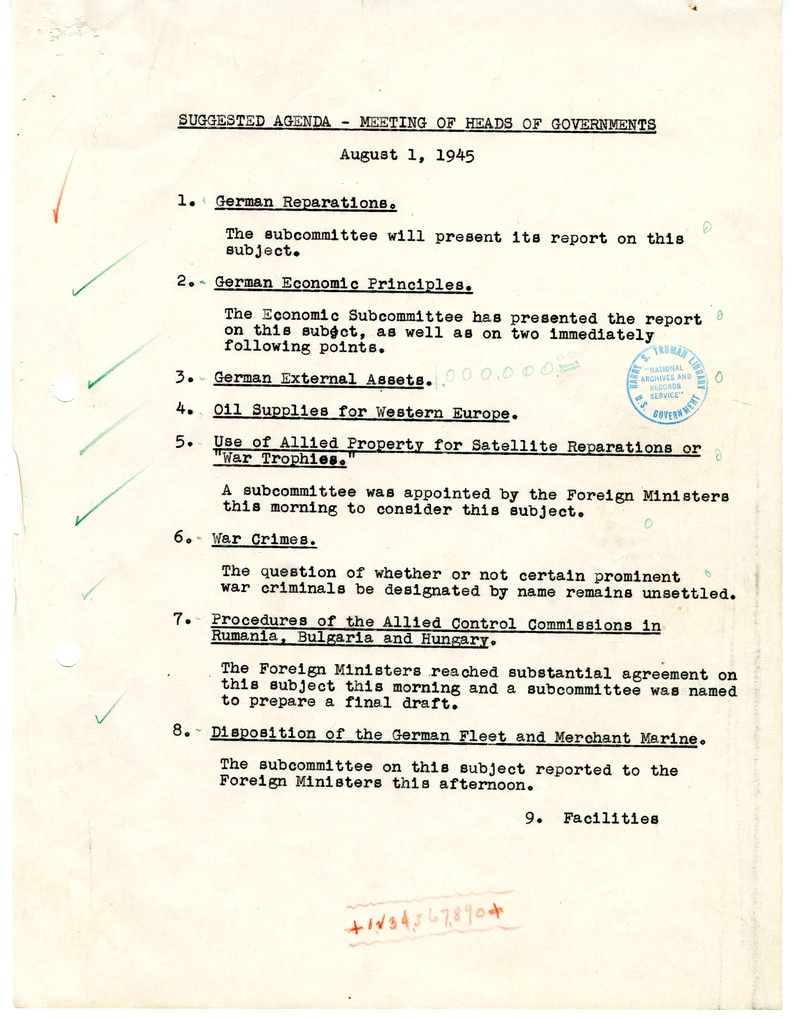 SUGGESTED AGENDA - MEETING OF HEADS OF GOVERNMENTS
August 1, 1945
1. German Reparations.
The subcommittee will present its report on this
subject.
2. German Economic Principles.
The Economic Subcommittee has presented the report
on this subject, as well as on two immediately
following points.
3. German External Assets.
000,000
4. Oil Supplies for Western Europe.
HARRY S. TRUMAN LIBRARY
"NATIONAL
ARCHIVES AND
RECORDS
SERVICE"
U.S. GOVERNMENT
5. Use of Allied Property for Satellite Reparations or
"War Trophies."
A subcommittee was appointed by the Foreign Ministers
this morning to consider this subject.
6. War Crimes.
The question of whether or not certain prominent
war criminals be designated by name remains unsettled.
7. Procedures of the Allied Control Commissions in
Rumania, Bulgaria and Hungary.
The Foreign Ministers reached substantial agreement on
this subject this morning and a subcommittee was named
to prepare a final draft.
8. Disposition of the German Fleet and Merchant Marine.
The subcommittee on this subject reported to the
Foreign Ministers this afternoon.
9. Facilities
+1234567890+